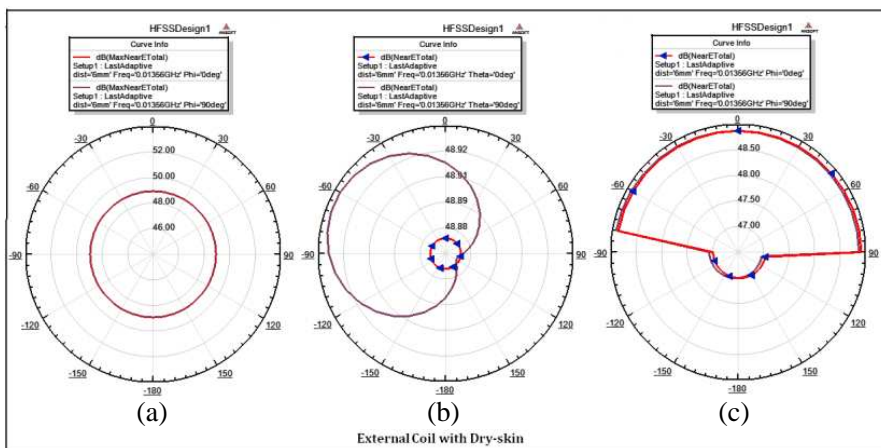 HFSSDesign1
ANSOFT
Curve Info
dB(MaxNearETotal)
Setup1 : LastAdaptive
dist='6mm' Freq='0.01356GHz' Phi='0deg'
dB(MaxNearETotal)
Setup1 : LastAdaptive
dist='6mm' Freq='0.01356GHz' Phi='90deg'
0
30
60
90
120
150
-180
-150
-120
-90
-60
-30
52.00
50.00
48.00
46.00
(a)
HFSSDesign1
ANSOFT
Curve Info
dB(NearETotal)
Setup1 : LastAdaptive
dist='6mm' Freq='0.01356GHz' Theta='0deg'
dB(NearETotal)
Setup1 : LastAdaptive
dist='6mm' Freq='0.01356GHz' Theta='90deg'
0
30
60
90
120
150
-180
-150
-120
-90
-60
-30
48.92
48.91
48.89
48.88
(b)
HFSSDesign1
ANSOFT
Curve Info
dB(NearETotal)
Setup1 : LastAdaptive
dist='6mm' Freq='0.01356GHz' Phi='0deg'
dB(NearETotal)
Setup1 : LastAdaptive
dist='6mm' Freq='0.01356GHz' Phi='90deg'
0
30
60
90
120
150
-180
-150
-120
-90
-60
-30
48.50
48.00
47.50
47.00
(c)
External Coil with Dry-skin